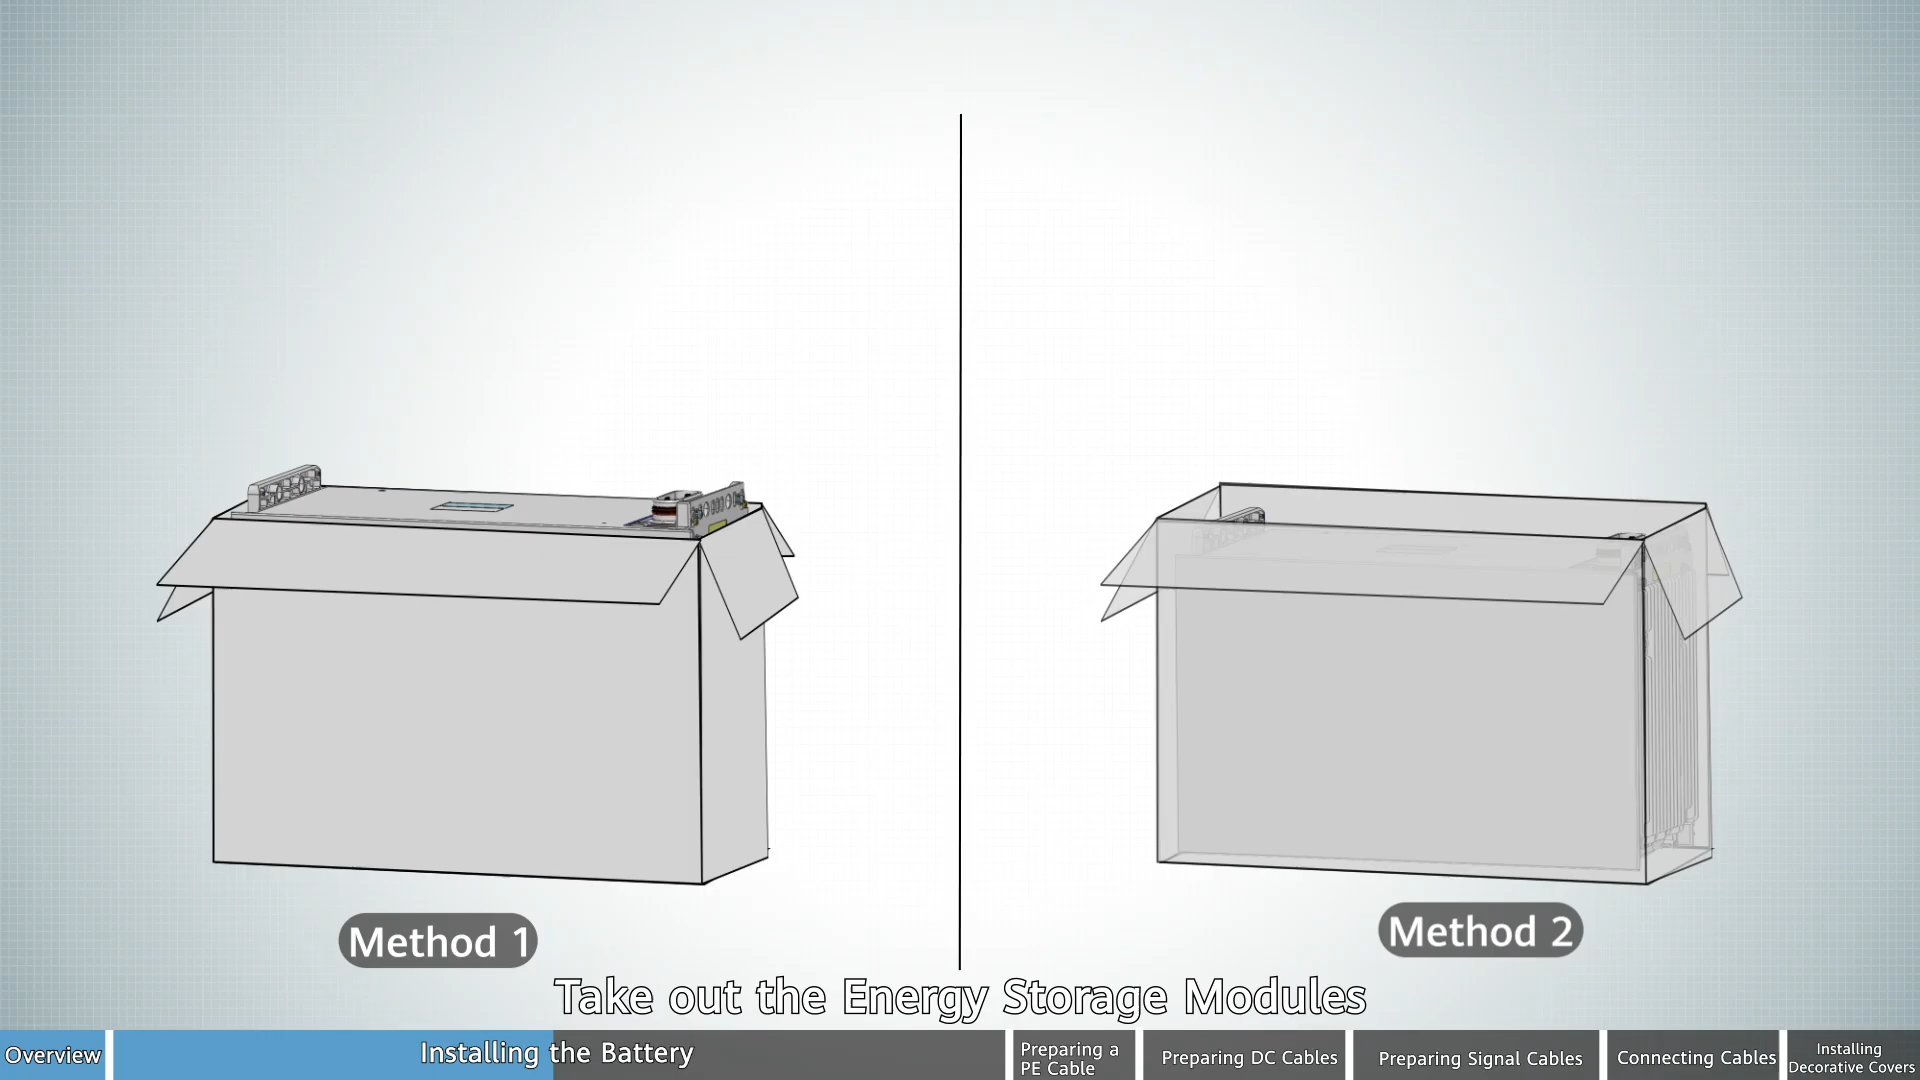 Method 1
Method 2
Take out the Energy Storage Modules
Overview
Installing the Battery
Preparing a
PE Cable
Preparing DC Cables
Preparing Signal Cables
Connecting Cables
Installing
Decorative Covers